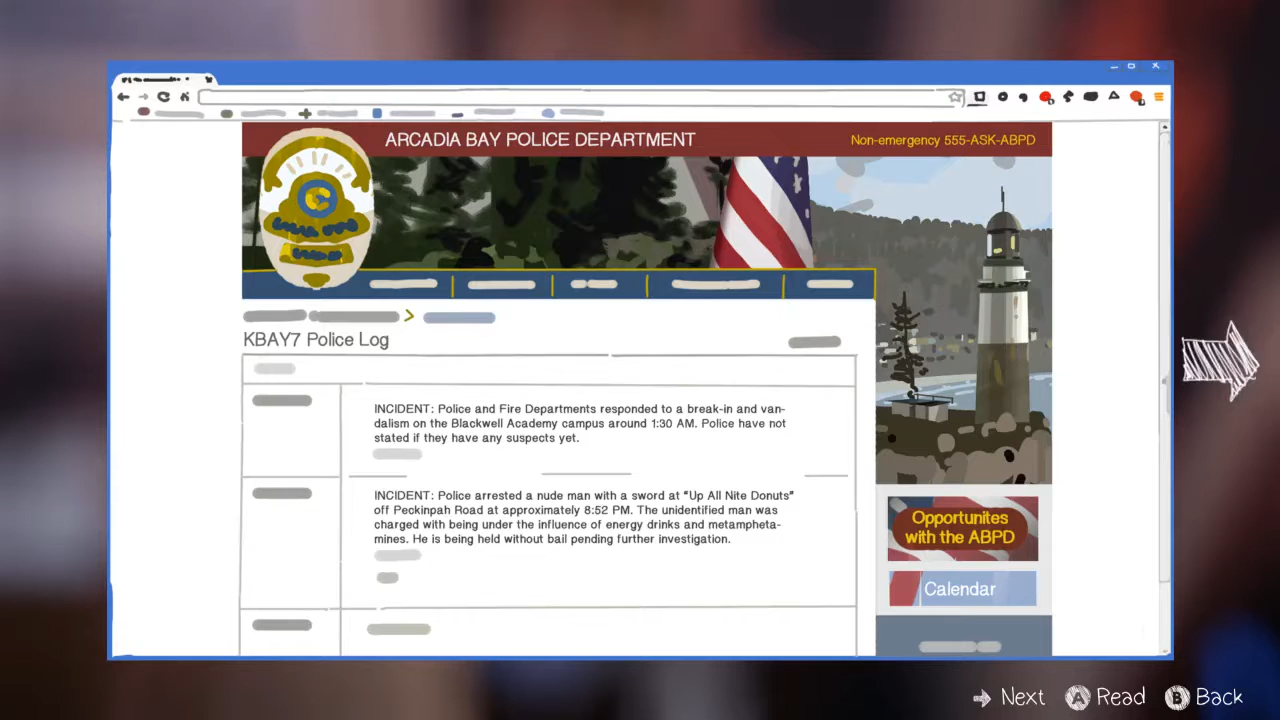 ARCADIA BAY POLICE DEPARTMENT
Non-emergency 555-ASK-ABPD
KBAY7 Police Log
INCIDENT: Police and Fire Departments responded to a break-in and van-
dalism on the Blackwell Academy campus around 1:30 AM. Police have not
stated if they have any suspects yet.
INCIDENT: Police arrested a nude man with a sword at “Up All Nite Donuts”
off Peckinpah Road at approximately 8:52 PM. The unidentified man was
charged with being under the influence of energy drinks and metampheta-
mines. He is being held without bail pending further investigation.
Opportunites
with the ABPD
Calendar
Next
A Read
B Back